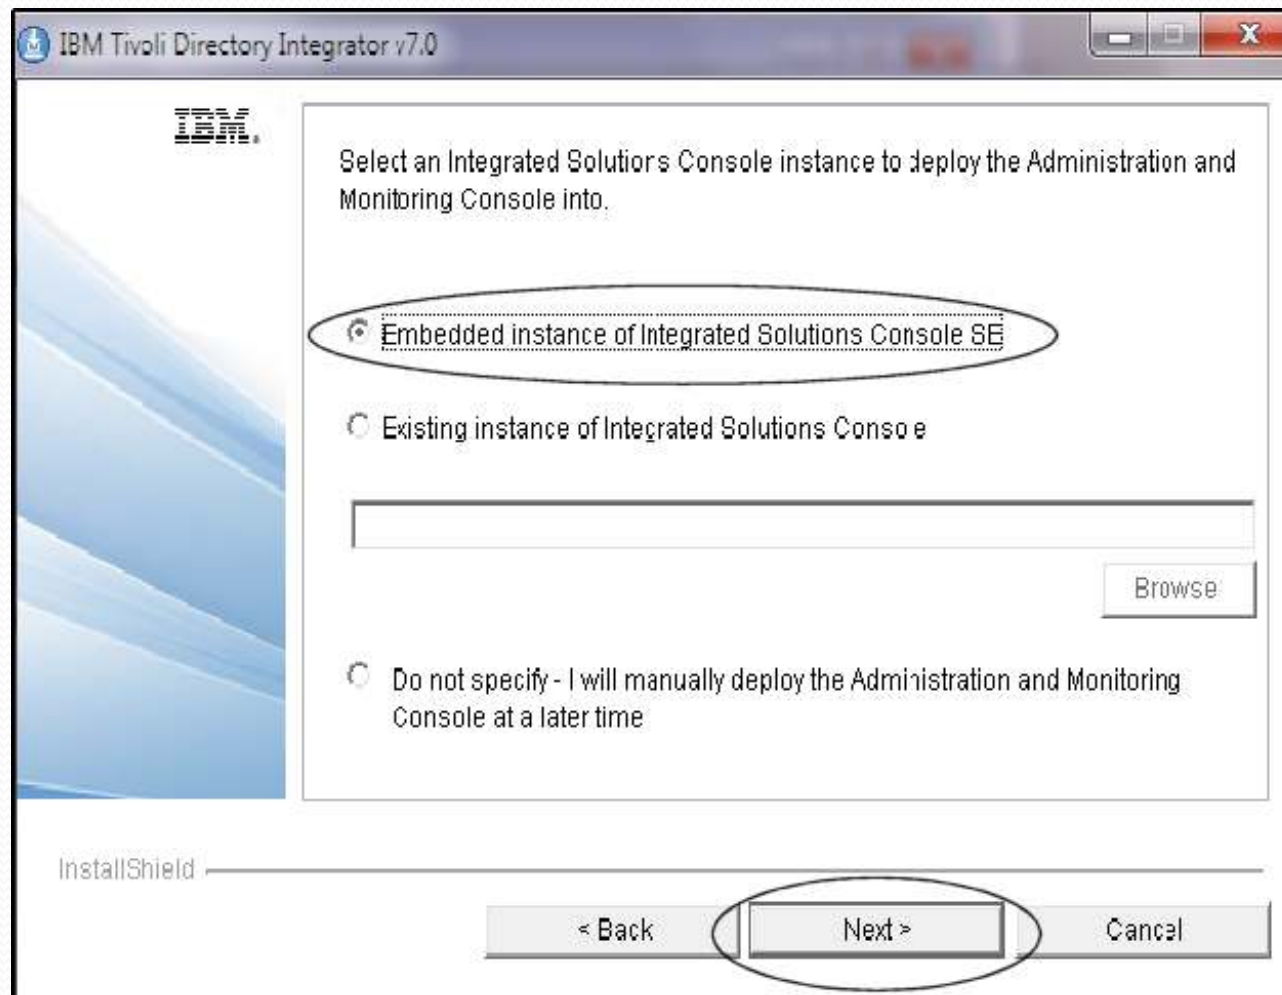 IBM Tivoli Directory Integrator v7.0
IBM.
Select an Integrated Solutions Console instance to deploy the Administration and
Monitoring Console into.
Embedded instance of Integrated Solutions Console SE
Existing instance of Integrated Solutions Console
Browse
Do not specify - I will manually deploy the Administration and Monitoring
Console at a later time
InstallShield
< Back
Next >
Cancel